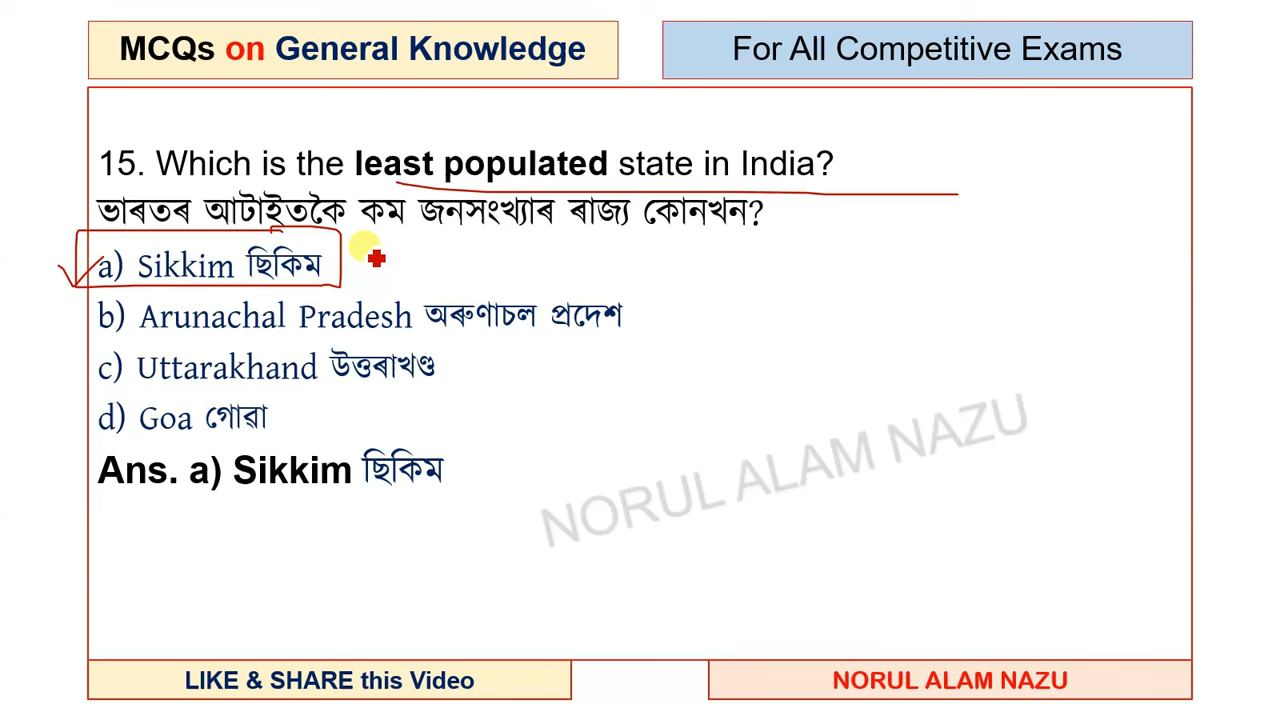 MCQs on General Knowledge
For All Competitive Exams
15. Which is the least populated state in India?
ভাৰতৰ আটাইতকৈ কম জনসংখ্যাৰ ৰাজ্য কোনখন?
a) Sikkim ছিকিম
b) Arunachal Pradesh অৰুণাচল প্ৰদেশ
c) Uttarakhand উত্তৰাখণ্ড
d) Goa গোৱা
Ans. a) Sikkim ছিকিম
NORUL ALAM NAZU
LIKE & SHARE this Video
NORUL ALAM NAZU